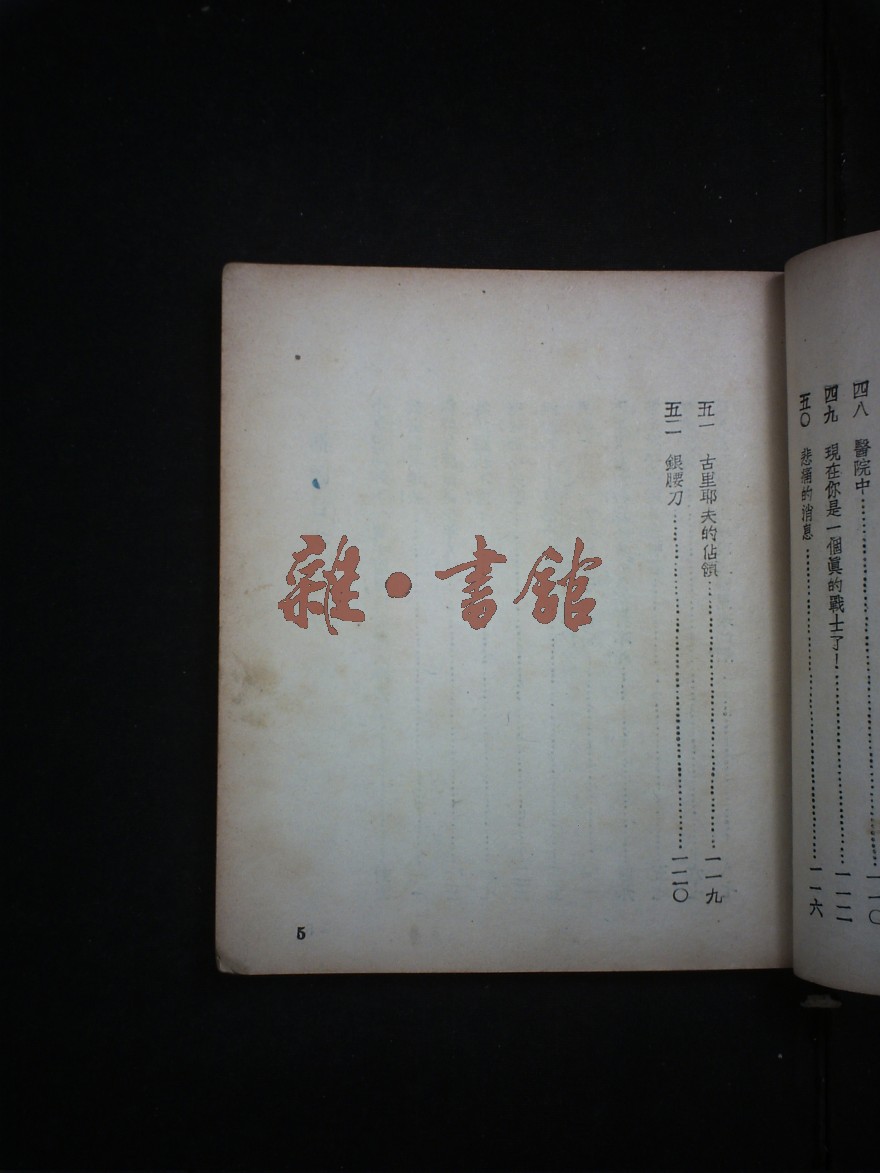 四八　醫院中…………一一〇
四九　現在你是一個眞的戰士了！…………一一二
五〇　悲痛的消息…………一一六
五一　古里耶夫的佔領…………一一九
五二　銀腰刀…………一二〇
雜•書館
5